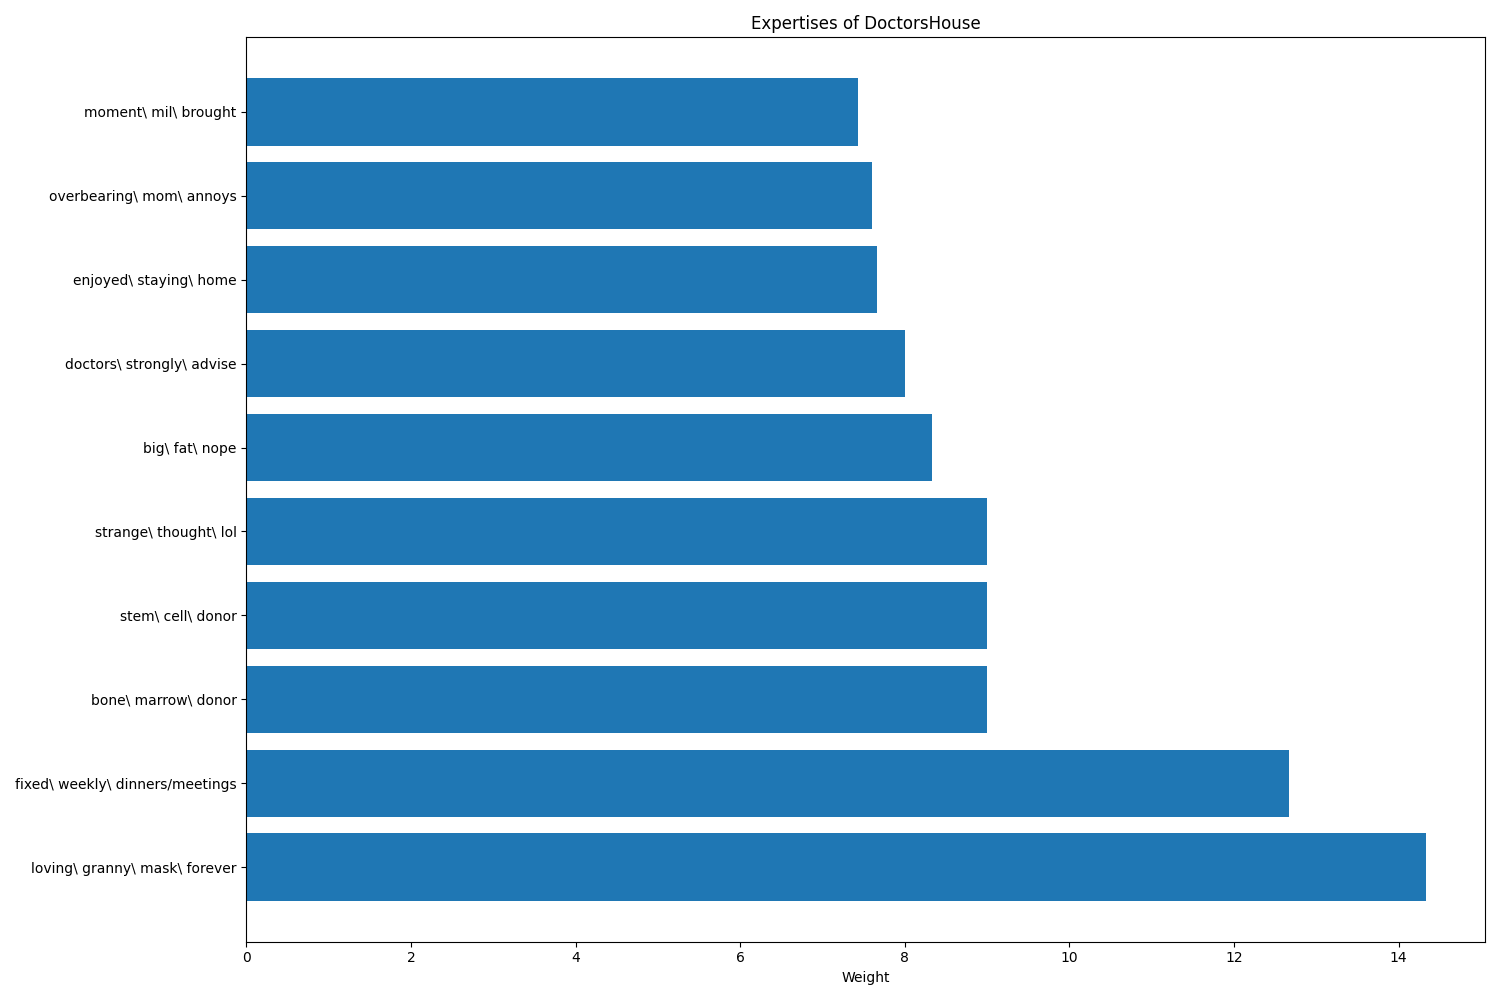 Expertises of DoctorsHouse
moment\ mil\ brought
overbearing\ mom\ annoys
enjoyed\ staying\ home
doctors\ strongly\ advise
big\ fat\ nope
strange\ thought\ lol
stem\ cell\ donor
bone\ marrow\ donor
fixed\ weekly\ dinners/meetings
loving\ granny\ mask\ forever
0 2 4 6 8 10 12 14
Weight